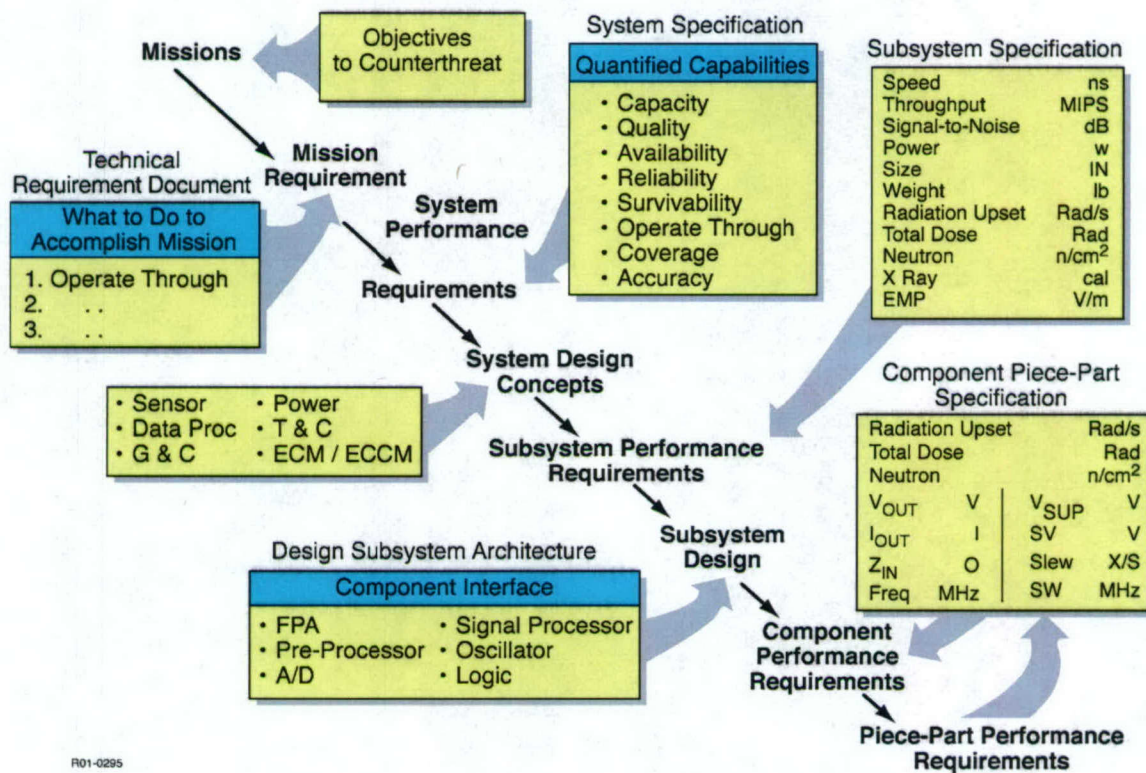 Missions
Objectives
to Counterthreat
System Specification
Quantified Capabilities
• Capacity
• Quality
• Availability
• Reliability
• Survivability
• Operate Through
• Coverage
• Accuracy
Subsystem Specification
Speed ns
Throughput MIPS
Signal-to-Noise dB
Power w
Size IN
Weight lb
Radiation Upset Rad/s
Total Dose Rad
Neutron n/cm²
X Ray cal
EMP V/m
Mission
Requirement
Technical
Requirement Document
What to Do to
Accomplish Mission
1. Operate Through
2. . .
3. . .
System
Performance
Requirements
System Design
Concepts
• Sensor • Power
• Data Proc • T & C
• G & C • ECM / ECCM
Subsystem Performance
Requirements
Component Piece-Part
Specification
Radiation Upset Rad/s
Total Dose Rad
Neutron n/cm²
VOUT V VSUP V
IOUT I SV V
ZIN O Slew X/S
Freq MHz SW MHz
Subsystem
Design
Design Subsystem Architecture
Component Interface
• FPA • Signal Processor
• Pre-Processor • Oscillator
• A/D • Logic
Component
Performance
Requirements
Piece-Part Performance
Requirements
R01-0295